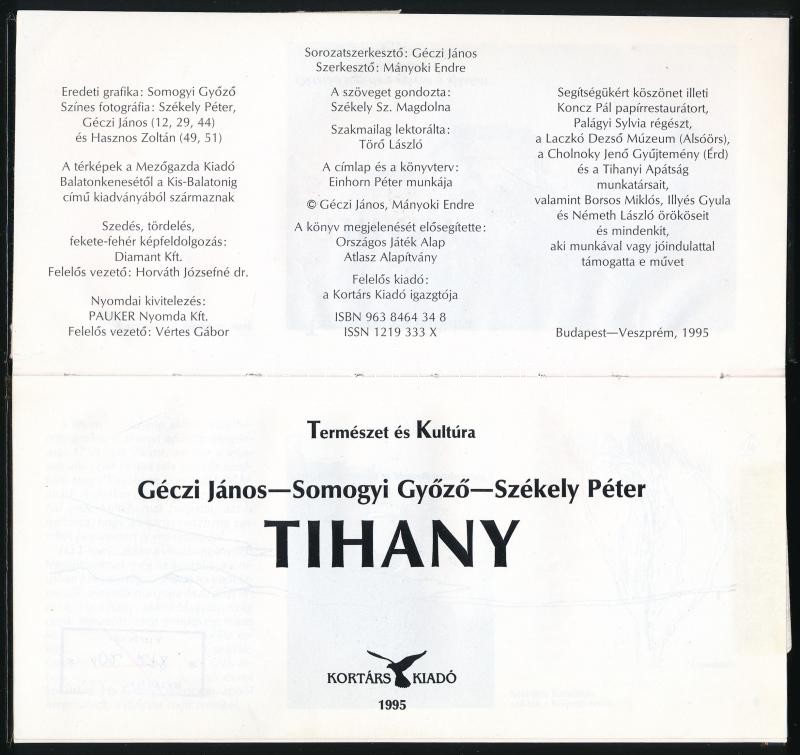 Eredeti grafika: Somogyi Győző
Színes fotográfia: Székely Péter,
Géczi János (12, 29, 44)
és Hasznos Zoltán (49, 51)
A térképek a Mezőgazda Kiadó
Balatonkenesétől a Kis-Balatonig
című kiadványából származnak
Szedés, tördelés,
fekete-fehér képfeldolgozás:
Diamant Kft.
Felelős vezető: Horváth Józsefné dr.
Nyomdai kivitelezés:
PAUKER Nyomda Kft.
Felelős vezető: Vértes Gábor
Sorozatszerkesztő: Géczi János
Szerkesztő: Mányoki Endre
A szöveget gondozta:
Székely Sz. Magdolna
Szakmailag lektorálta:
Törő László
A címlap és a könyvterv:
Einhorn Péter munkája
© Géczi János, Mányoki Endre
A könyv megjelenését elősegítette:
Országos Játék Alap
Atlasz Alapítvány
Felelős kiadó:
a Kortárs Kiadó igazgtója
ISBN 963 8464 34 8
ISSN 1219 333 X
Segítségükért köszönet illeti
Koncz Pál papírrestaurátort,
Palágyi Sylvia régészt,
a Laczkó Dezső Múzeum (Alsóörs),
a Cholnoky Jenő Gyűjtemény (Érd)
és a Tihanyi Apátság
munkatársait,
valamint Borsos Miklós, Illyés Gyula
és Németh László örököseit
és mindenkit,
aki munkával vagy jóindulattal
támogatta e művet
Budapest—Veszprém, 1995
Természet és Kultúra
Géczi János—Somogyi Győző—Székely Péter
TIHANY
KORTÁRS KIADÓ
1995